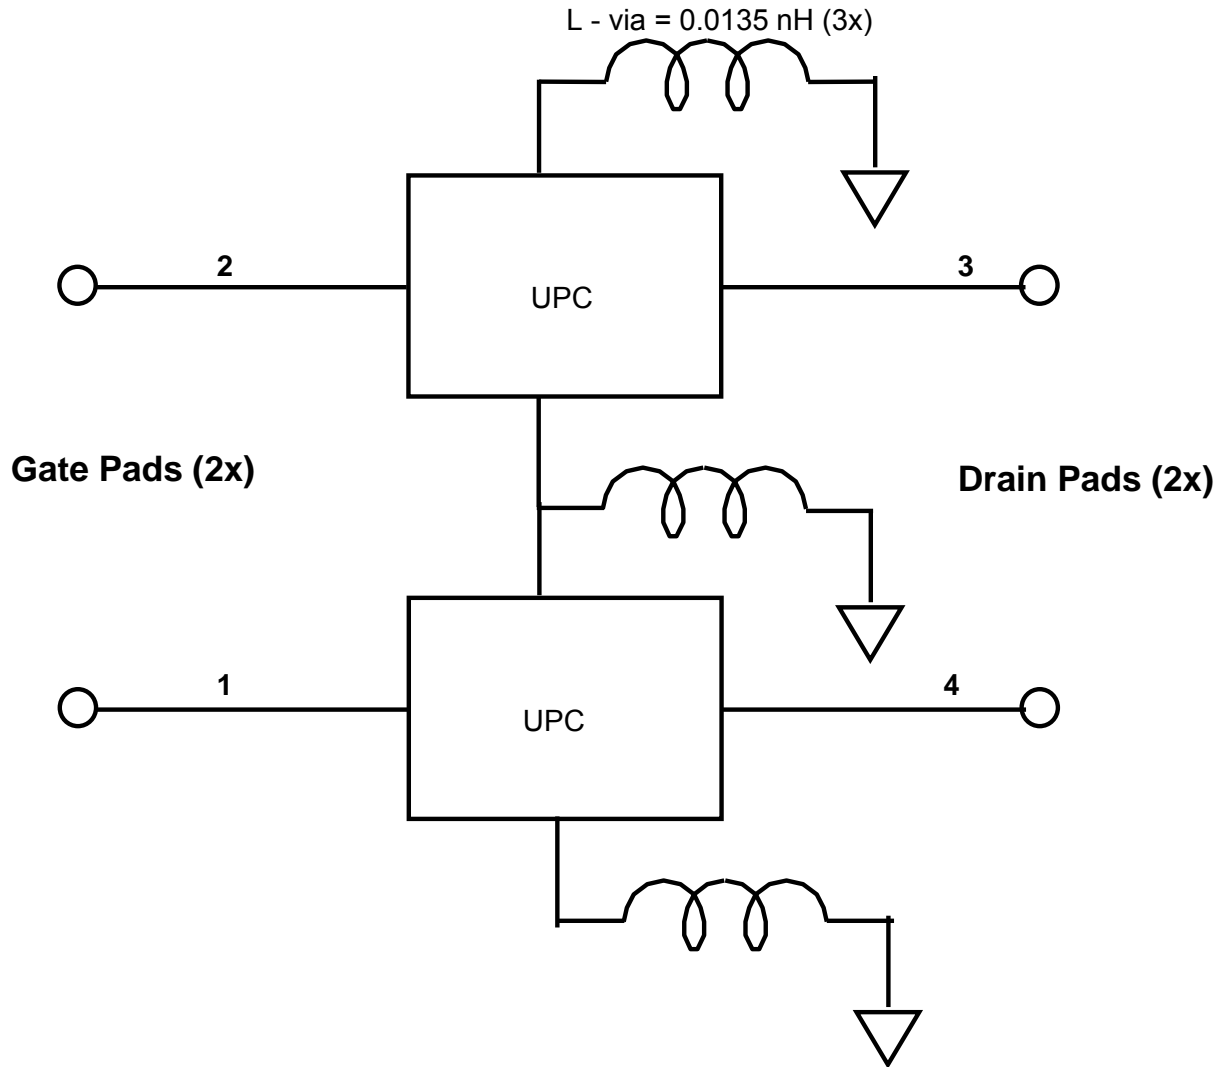 L - via = 0.0135 nH (3x)
2
3
UPC
Gate Pads (2x)
Drain Pads (2x)
1
4
UPC